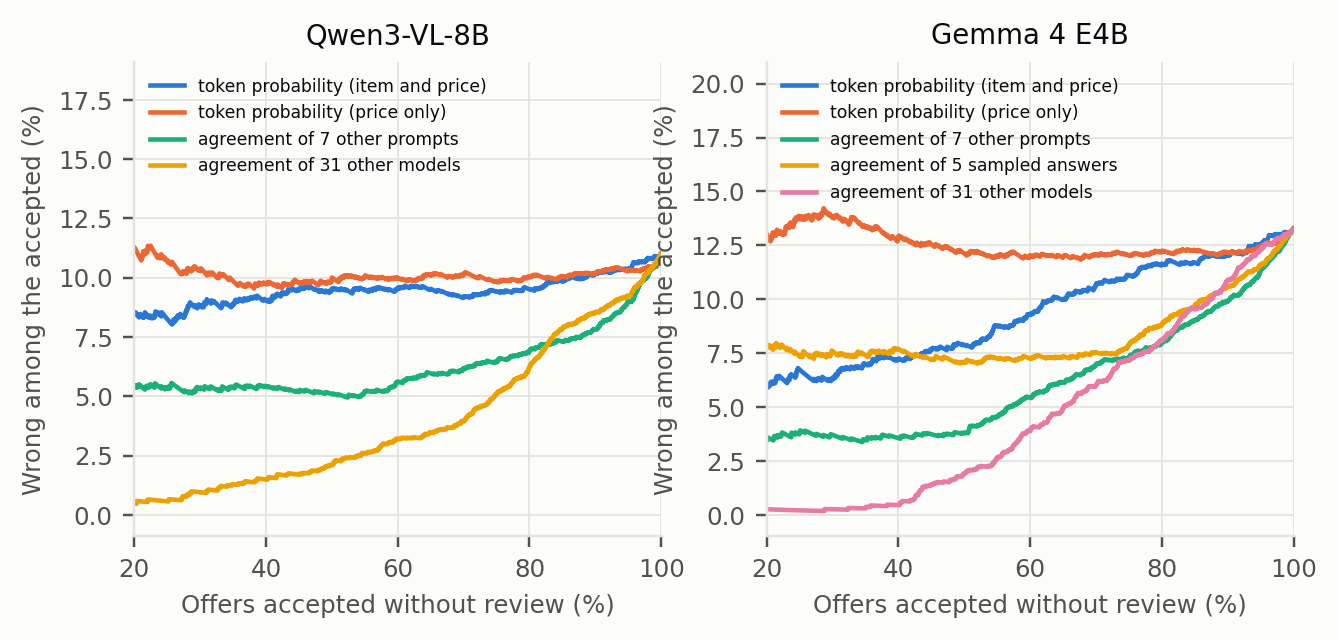 Qwen3-VL-8B
Wrong among the accepted (%)
17.5
15.0
12.5
10.0
7.5
5.0
2.5
0.0
token probability (item and price)
token probability (price only)
agreement of 7 other prompts
agreement of 31 other models
20 40 60 80 100
Offers accepted without review (%)
Gemma 4 E4B
Wrong among the accepted (%)
20.0
17.5
15.0
12.5
10.0
7.5
5.0
2.5
0.0
token probability (item and price)
token probability (price only)
agreement of 7 other prompts
agreement of 5 sampled answers
agreement of 31 other models
20 40 60 80 100
Offers accepted without review (%)